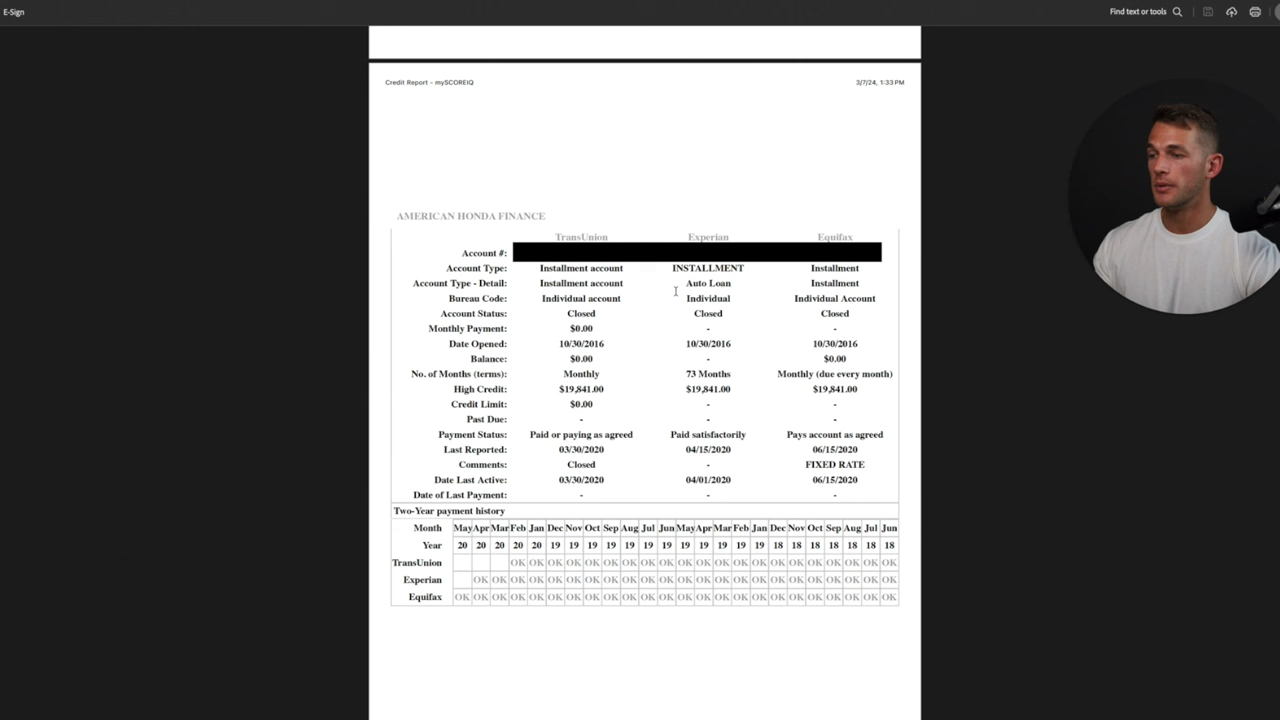 E-Sign
Find text or tools
Credit Report - mySCOREIQ 3/7/24, 1:33 PM
AMERICAN HONDA FINANCE
TransUnion Experian Equifax
Account #:
Account Type: Installment account INSTALLMENT Installment
Account Type - Detail: Installment account Auto Loan Installment
Bureau Code: Individual account Individual Individual Account
Account Status: Closed Closed Closed
Monthly Payment: $0.00 - -
Date Opened: 10/30/2016 10/30/2016 10/30/2016
Balance: $0.00 - $0.00
No. of Months (terms): Monthly 73 Months Monthly (due every month)
High Credit: $19,841.00 $19,841.00 $19,841.00
Credit Limit: $0.00 - -
Past Due: - - -
Payment Status: Paid or paying as agreed Paid satisfactorily Pays account as agreed
Last Reported: 03/30/2020 04/15/2020 06/15/2020
Comments: Closed - FIXED RATE
Date Last Active: 03/30/2020 04/01/2020 06/15/2020
Date of Last Payment: - - -
Two-Year payment history
Month May Apr Mar Feb Jan Dec Nov Oct Sep Aug Jul Jun May Apr Mar Feb Jan Dec Nov Oct Sep Aug Jul Jun
Year 20 20 20 20 20 19 19 19 19 19 19 19 19 19 19 19 19 18 18 18 18 18 18 18
TransUnion OK OK OK OK OK OK OK OK OK OK OK OK OK OK OK OK OK OK OK OK OK
Experian OK OK OK OK OK OK OK OK OK OK OK OK OK OK OK OK OK OK OK OK OK OK OK
Equifax OK OK OK OK OK OK OK OK OK OK OK OK OK OK OK OK OK OK OK OK OK OK OK OK